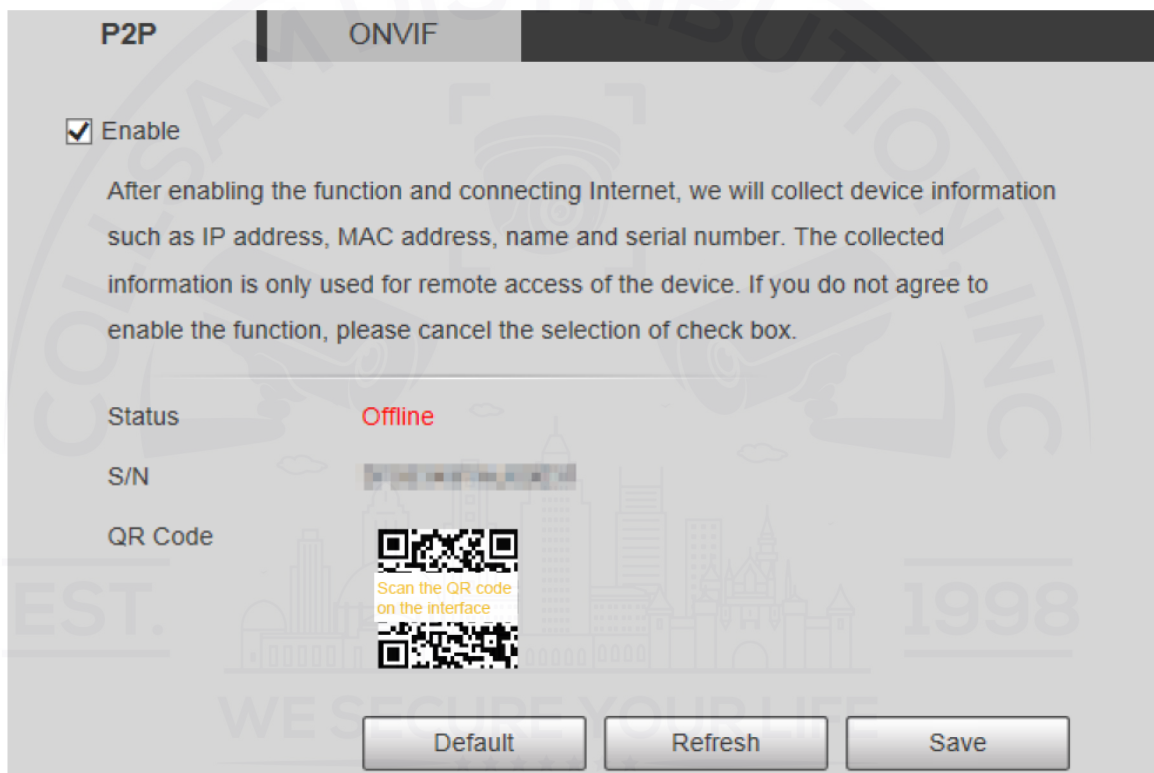 P2P ONVIF
Enable
After enabling the function and connecting Internet, we will collect device information
such as IP address, MAC address, name and serial number. The collected
information is only used for remote access of the device. If you do not agree to
enable the function, please cancel the selection of check box.
Status Offline
S/N
QR Code
Scan the QR code
on the interface
Default Refresh Save
COLLSAM DISTRIBUTION, INC
EST. 1998
WE SECURE YOUR LIFE